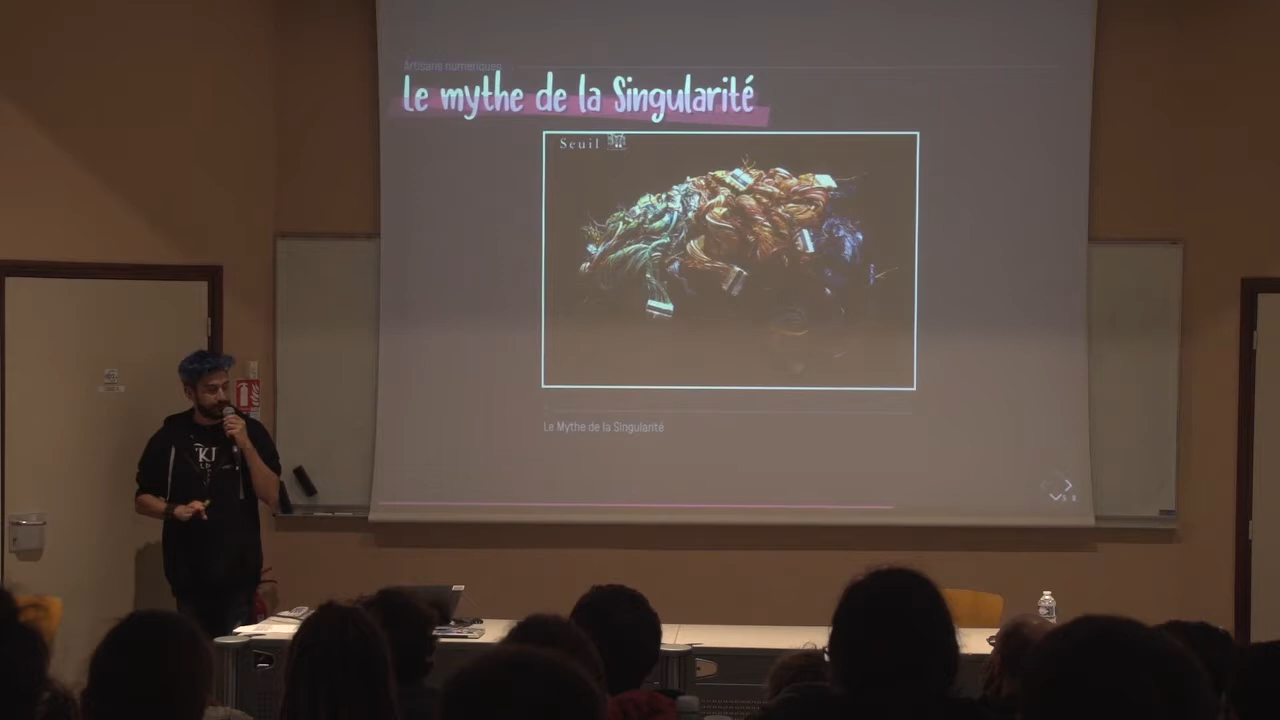 Artisans numériques
Le mythe de la Singularité
Seuil
Le Mythe de la Singularité